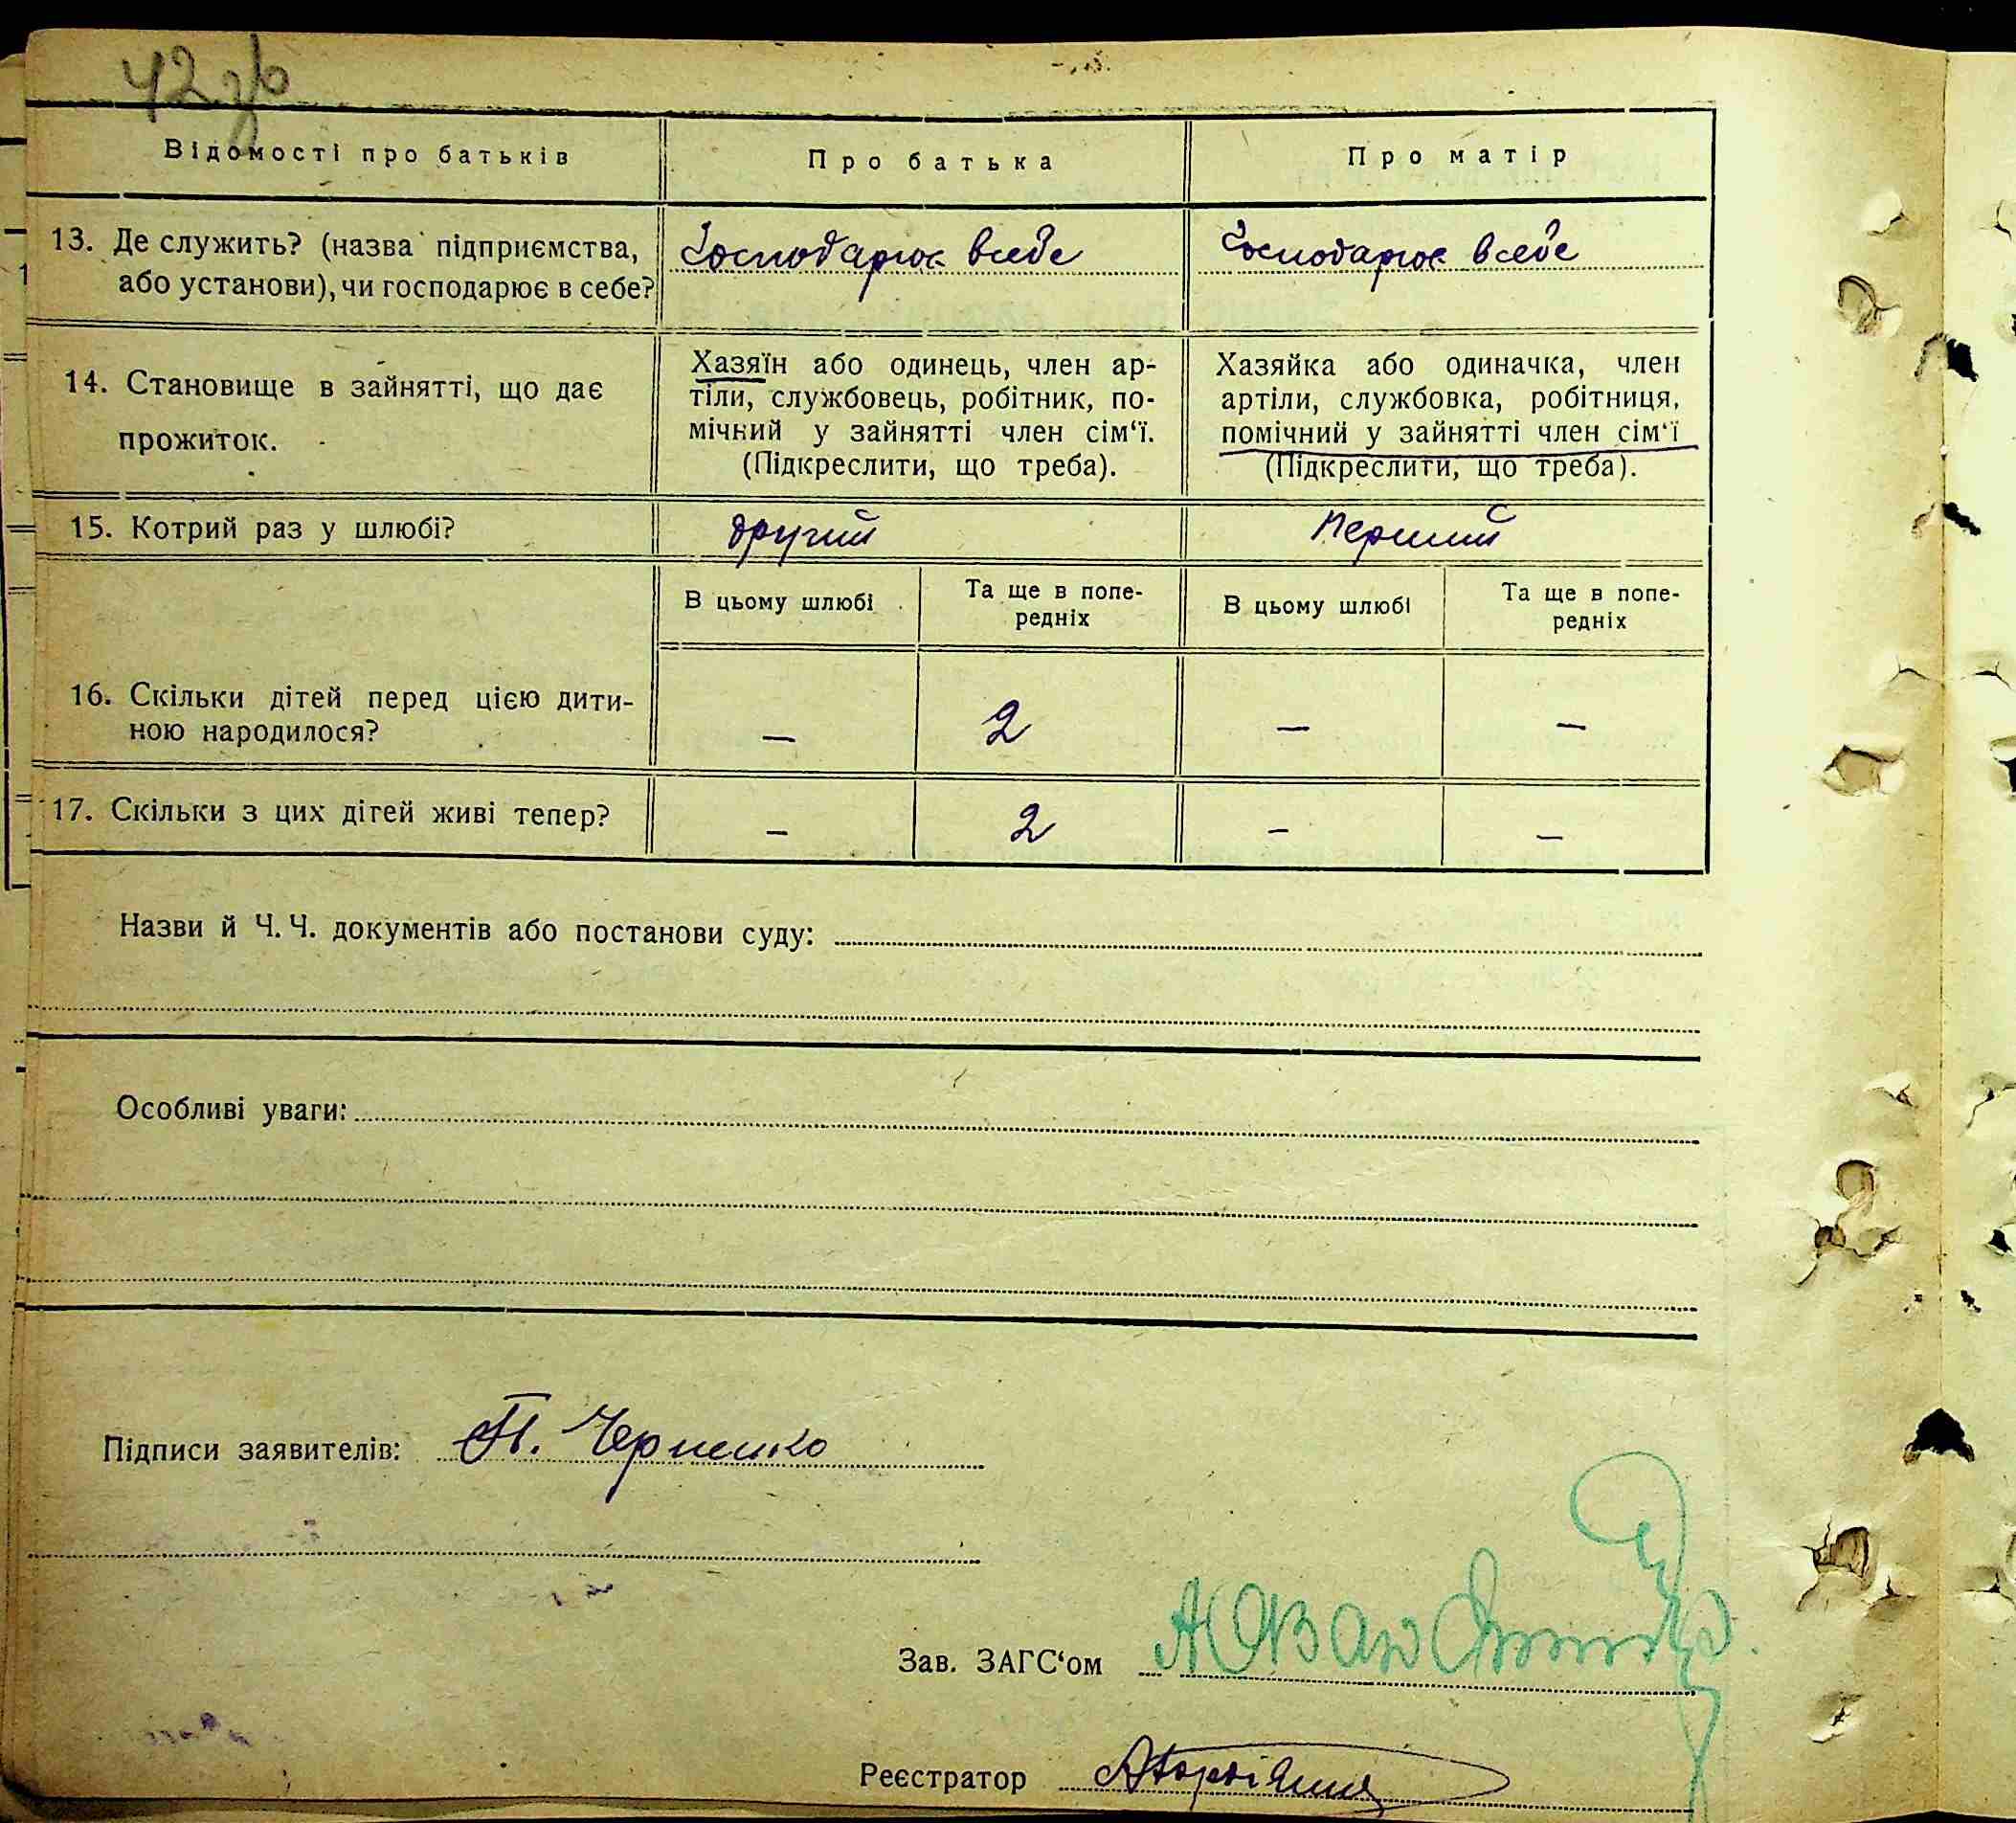 42 зв
Відомості про батьків
Про батька
Про матір
13. Де служить? (назва підприємства,
або установи), чи господарює в себе?
Господарює вседе
Господарює вседе
14. Становище в зайнятті, що дає
прожиток.
Хазяїн або одинець, член ар-
тіли, службовець, робітник, по-
мічний у зайнятті член сім‘ї.
(Підкреслити, що треба).
Хазяйка або одиначка, член
артіли, службовка, робітниця,
помічний у зайнятті член сім‘ї
(Підкреслити, що треба).
15. Котрий раз у шлюбі?
другий
Перший
В цьому шлюбі
Та ще в попе-
редніх
В цьому шлюбі
Та ще в попе-
редніх
16. Скільки дітей перед цією дити-
ною народилося?
— 2 — —
17. Скільки з цих дітей живі тепер?
— 2 — —
Назви й Ч. Ч. документів або постанови суду:
Особливі уваги:
Підписи заявителів: П. Черненко
Зав. ЗАГС‘ом
Реєстратор